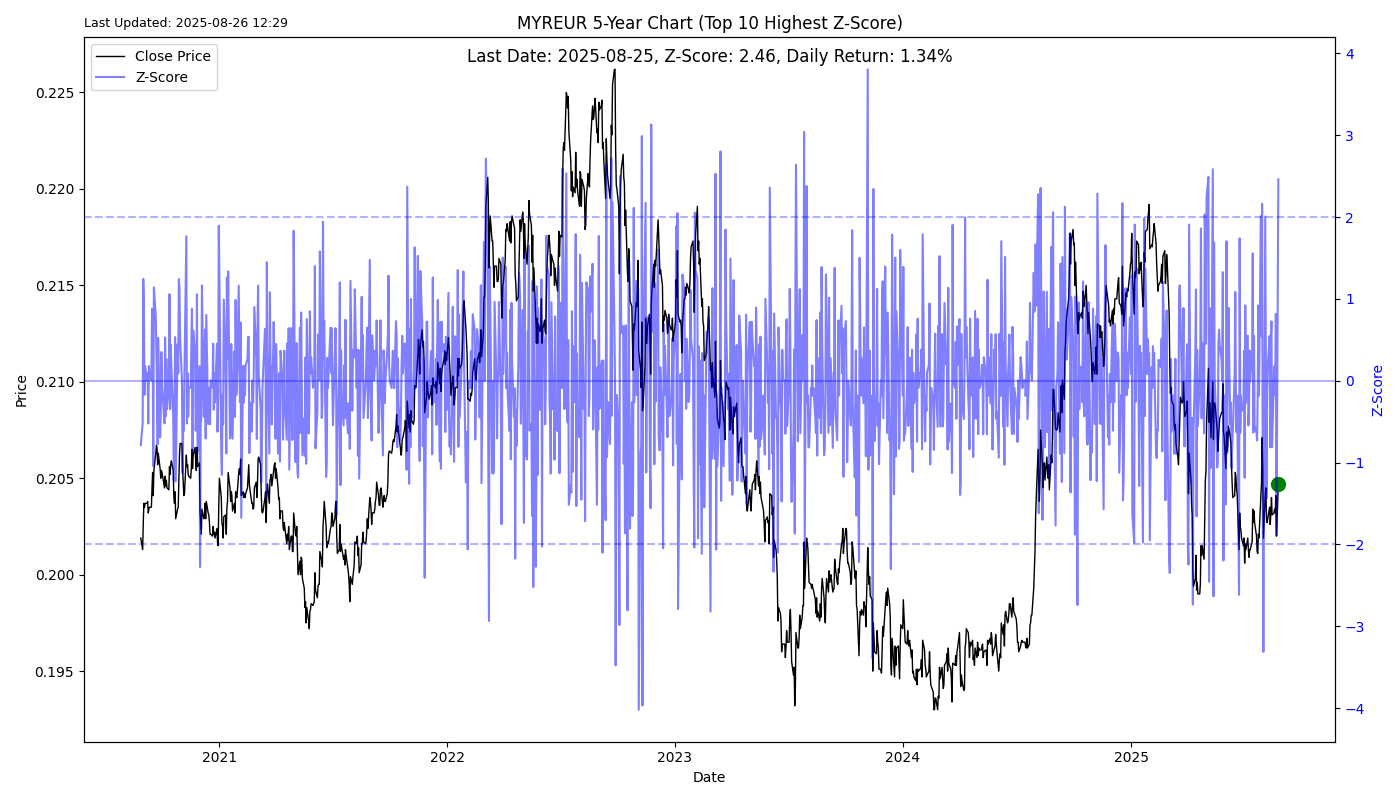 Last Updated: 2025-08-26 12:29
MYREUR 5-Year Chart (Top 10 Highest Z-Score)
Last Date: 2025-08-25, Z-Score: 2.46, Daily Return: 1.34%
Close Price
Z-Score
0.225
0.220
0.215
0.210
0.205
0.200
0.195
Price
4
3
2
1
0
−1
−2
−3
−4
Z-Score
2021
2022
2023
2024
2025
Date